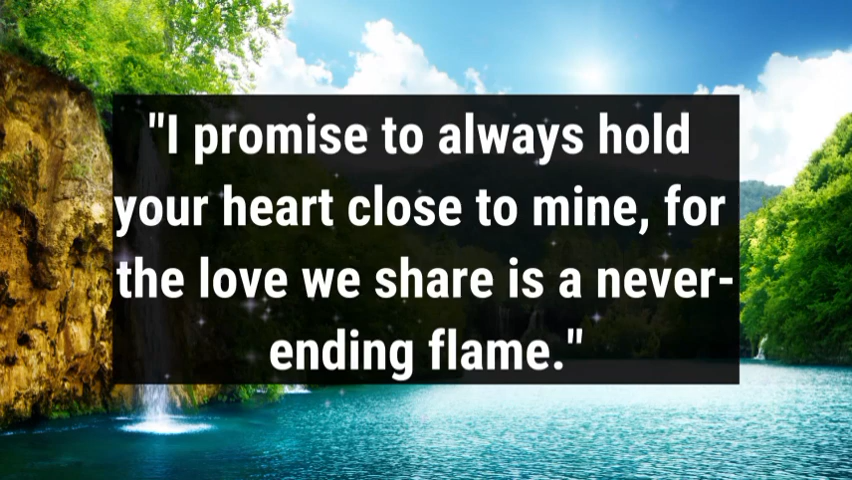 "I promise to always hold
your heart close to mine, for
the love we share is a never-
ending flame."